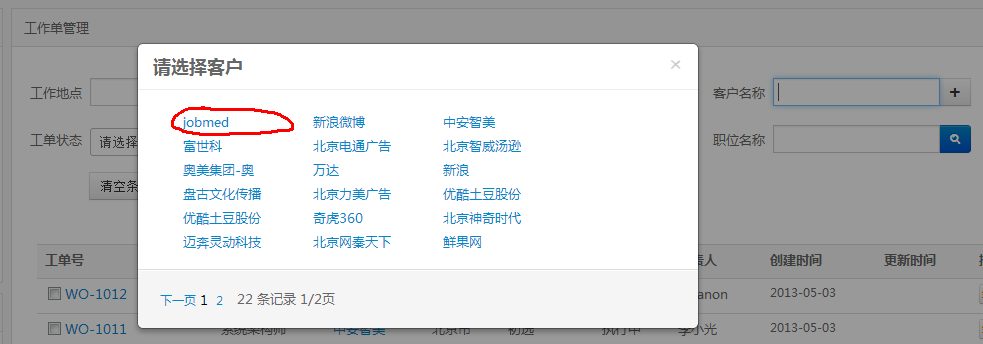 工作单管理
请选择客户 ×
工作地点 客户名称 +
jobmed 新浪微博 中安智美
工单状态 请选择 职位名称
富世科 北京电通广告 北京智威汤逊
奥美集团-奥 万达 新浪
清空条
盘古文化传播 北京力美广告 优酷土豆股份
优酷土豆股份 奇虎360 北京神奇时代
迈奔灵动科技 北京网秦天下 鲜果网
工单号 责人 创建时间 更新时间
下一页 1 2 22 条记录 1/2页
WO-1012 anon 2013-05-03
WO-1011 系统架构师 中安智美 北京市 初选 执行中 李小光 2013-05-03